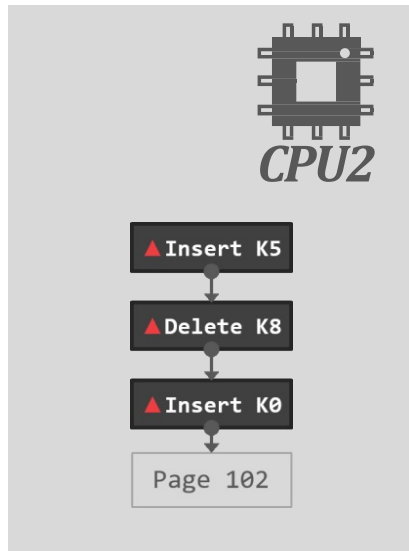 CPU2
Insert K5
Delete K8
Insert K0
Page 102